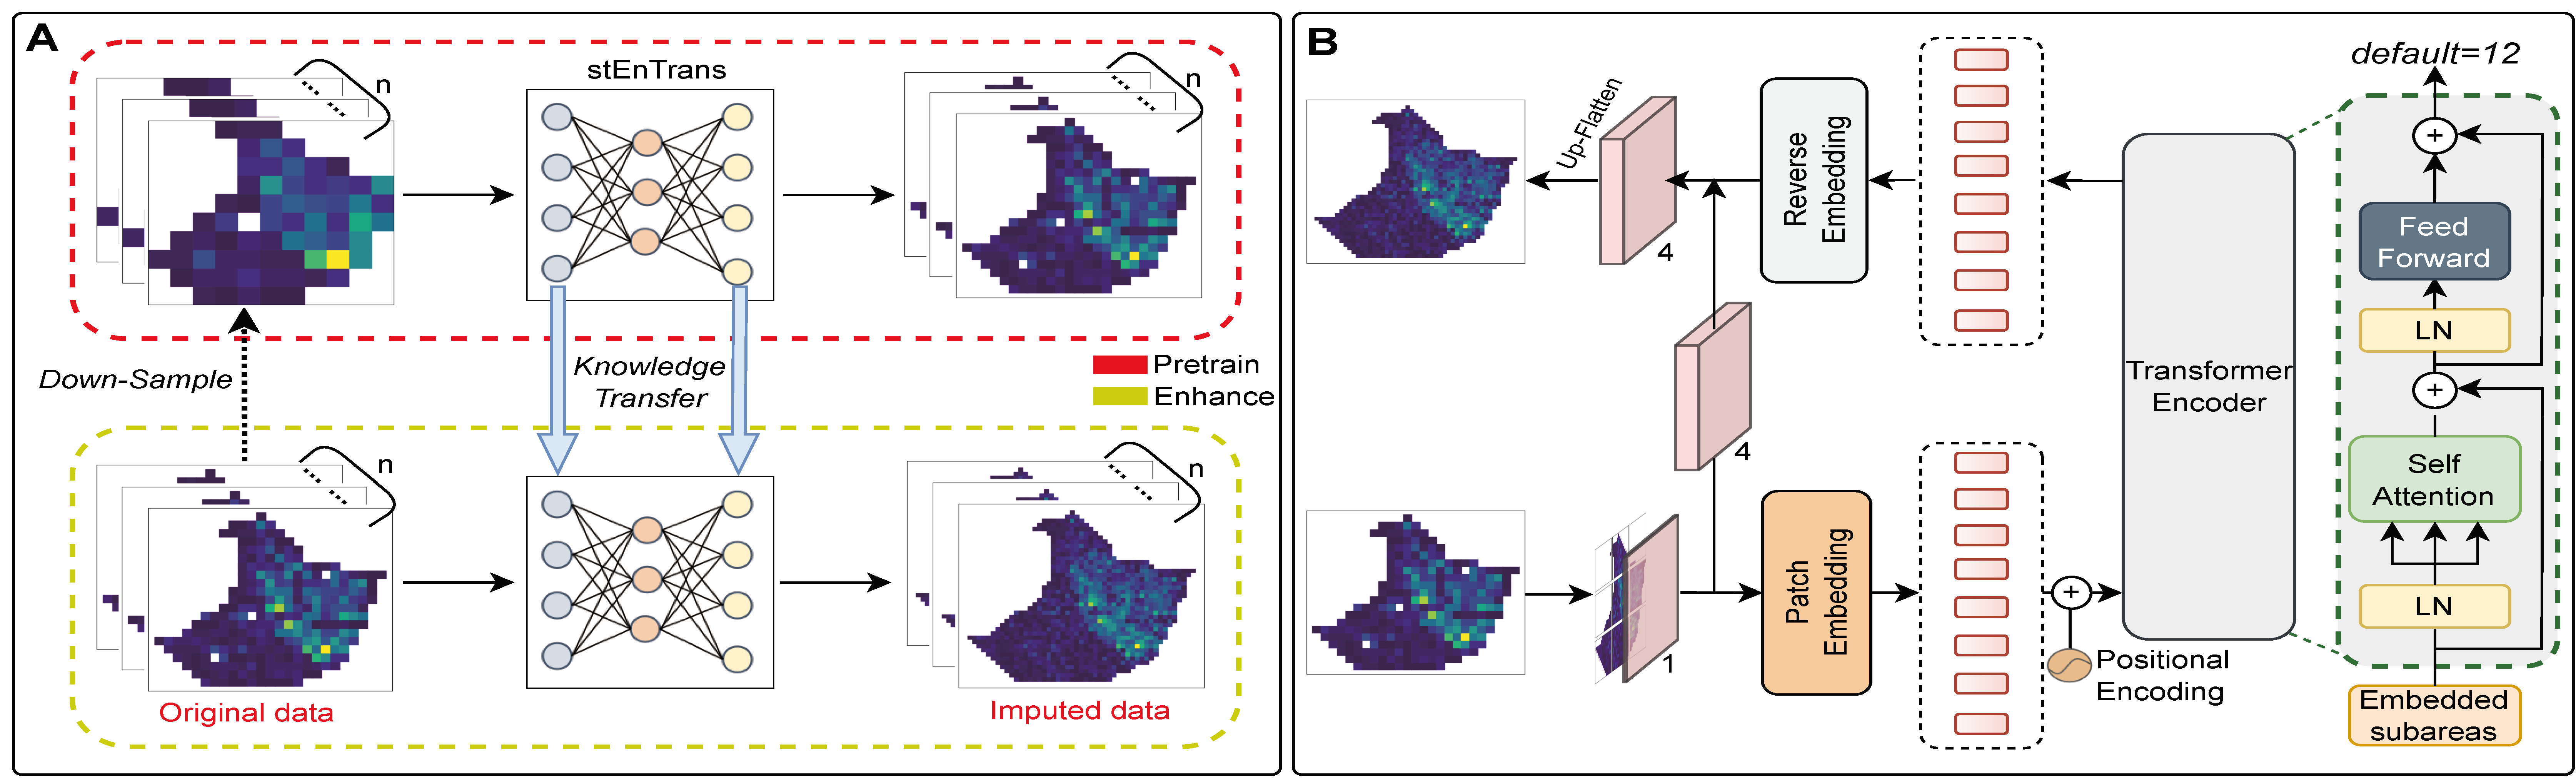 A
stEnTrans
n
n
Down-Sample
Knowledge
Transfer
Pretrain
Enhance
n
n
Original data
Imputed data
B
default=12
Up-Flatten
4
Reverse
Embedding
Transformer
Encoder
+
Feed
Forward
LN
+
Self
Attention
LN
Embedded
subareas
4
1
Patch
Embedding
+
Positional
Encoding